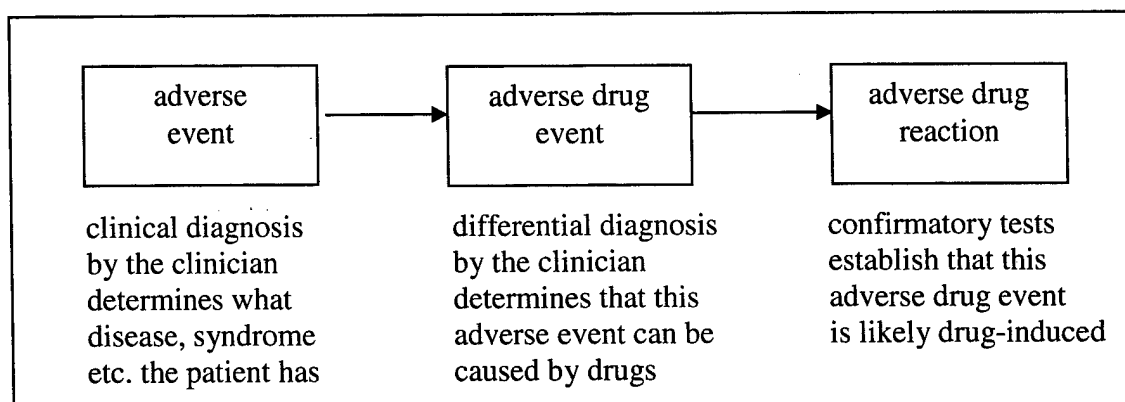 adverse
event
adverse drug
event
adverse drug
reaction
clinical diagnosis
by the clinician
determines what
disease, syndrome
etc. the patient has
differential diagnosis
by the clinician
determines that this
adverse event can be
caused by drugs
confirmatory tests
establish that this
adverse drug event
is likely drug-induced